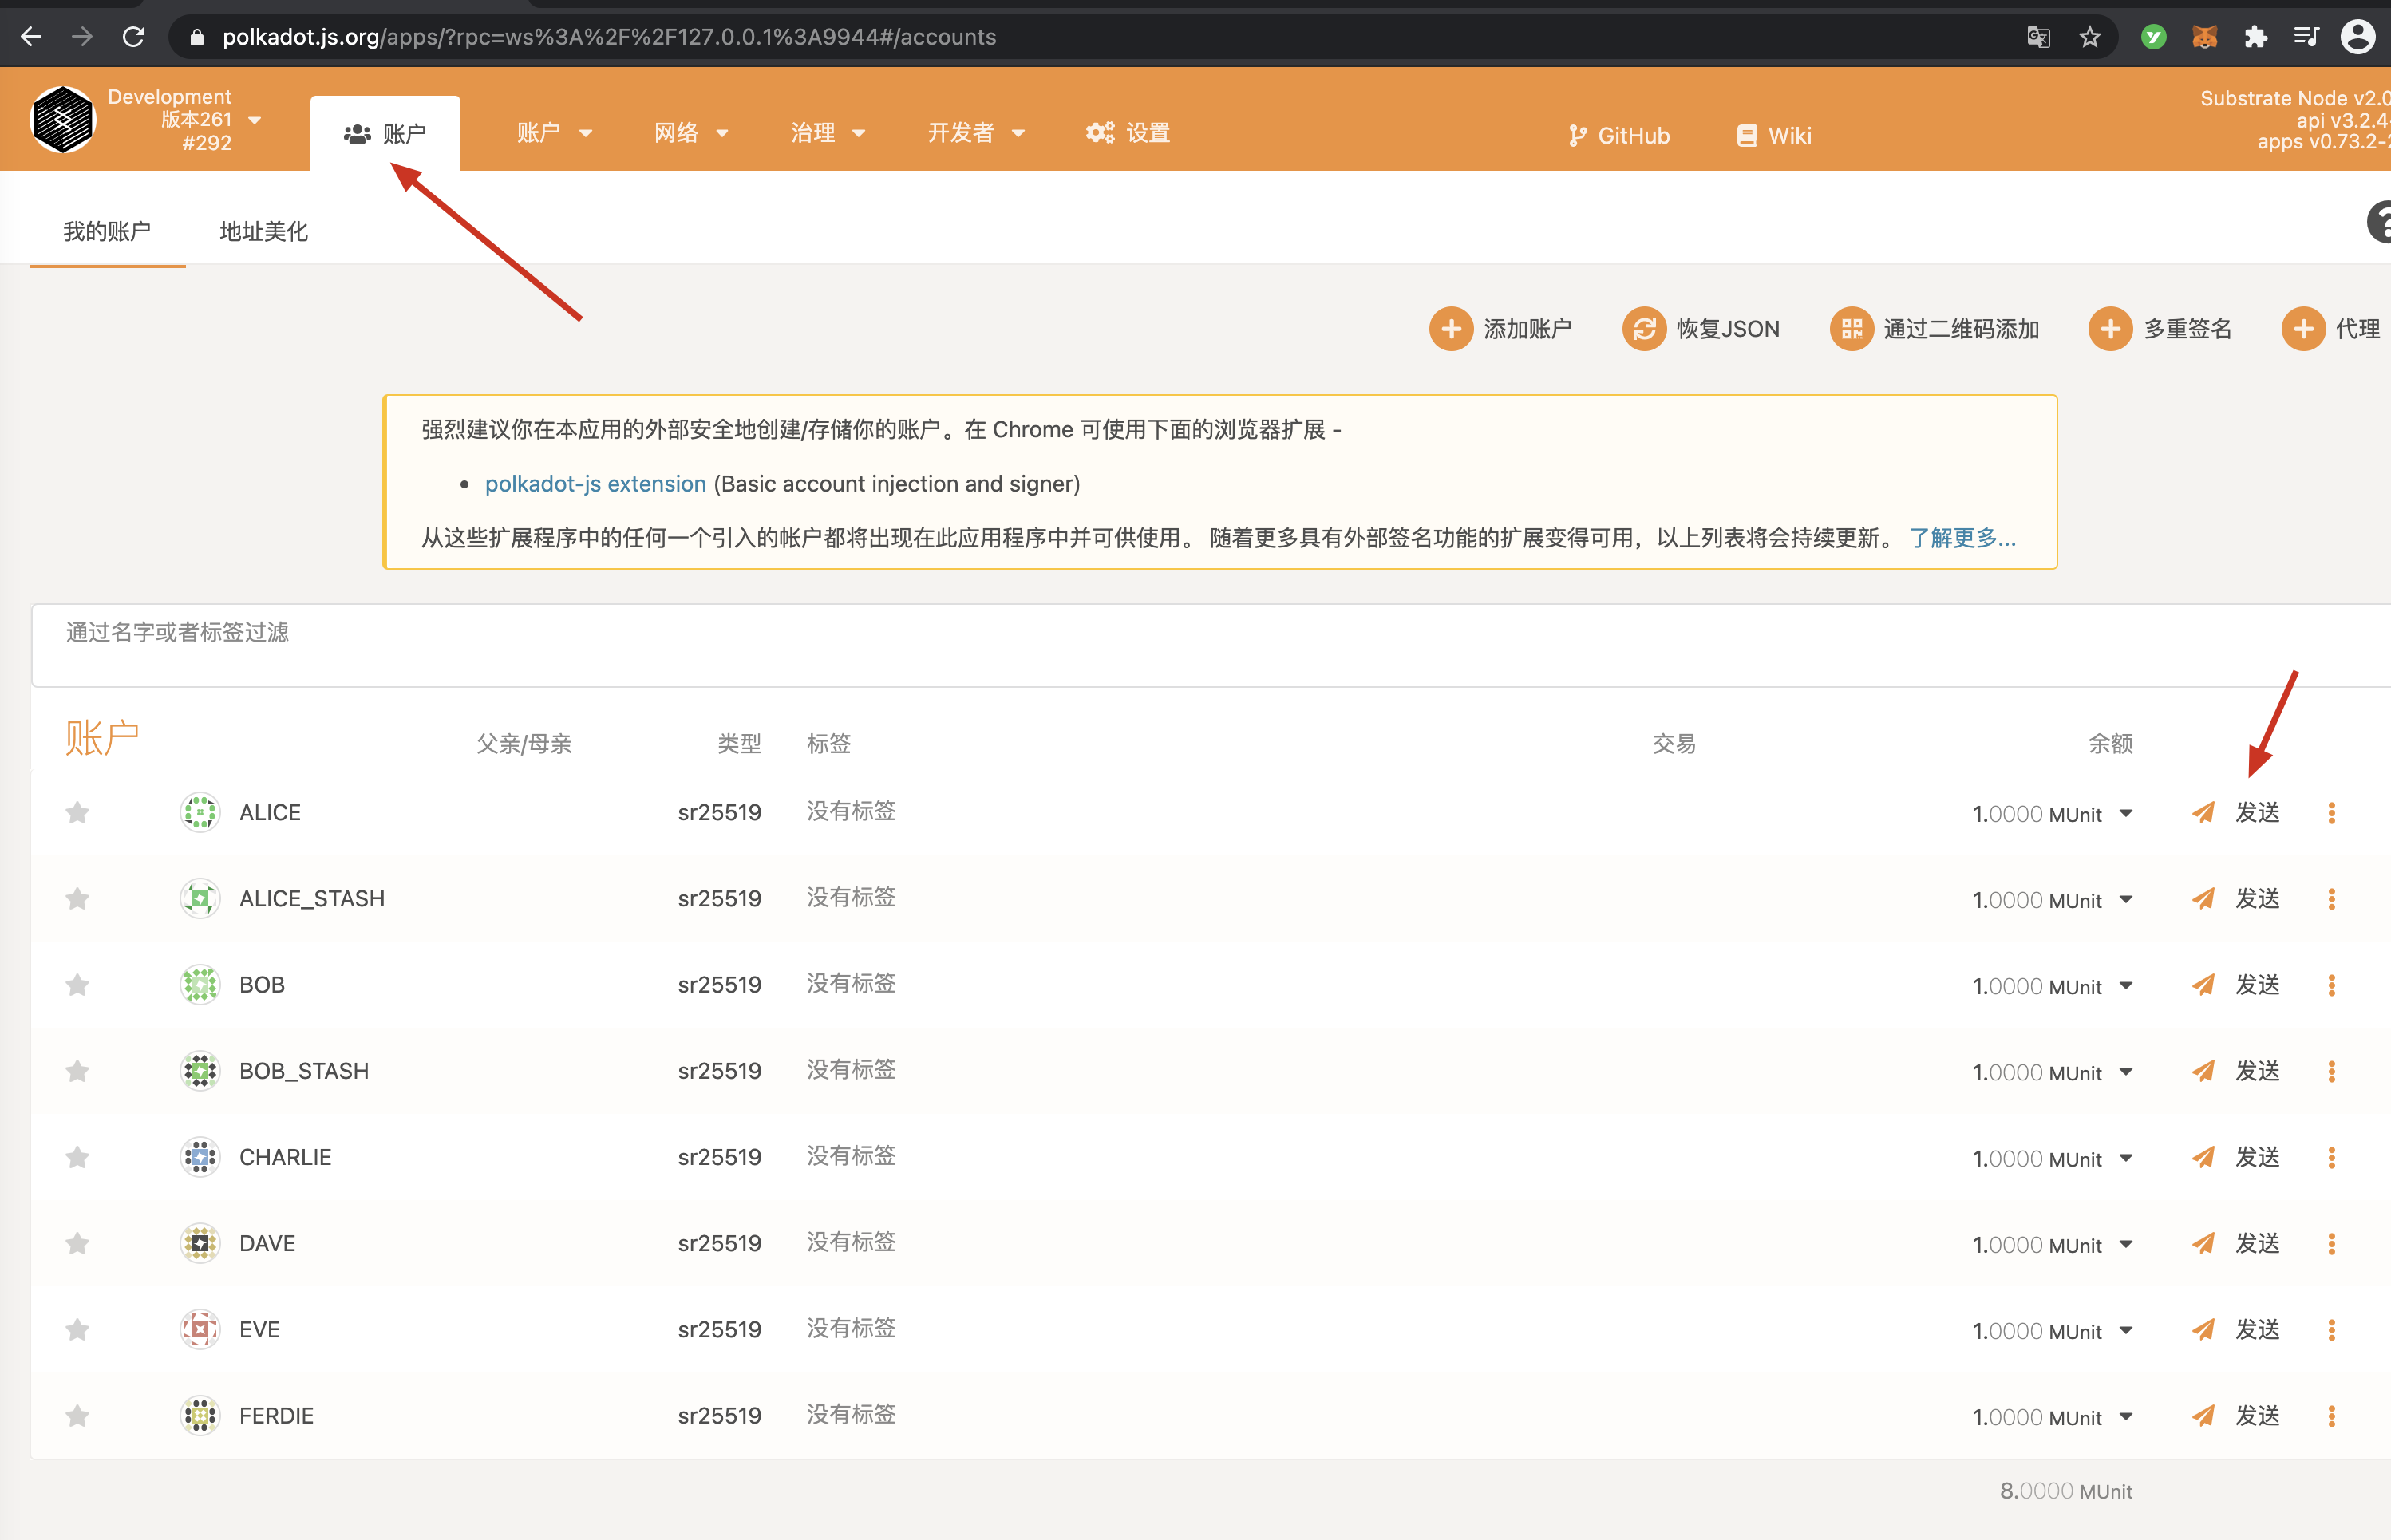 polkadot.js.org/apps/?rpc=ws%3A%2F%2F127.0.0.1%3A9944#/accounts
Development
版本261
#292
账户
账户
网络
治理
开发者
设置
GitHub
Wiki
Substrate Node v2.0
api v3.2.4-
apps v0.73.2-2
我的账户
地址美化
添加账户
恢复JSON
通过二维码添加
多重签名
代理
强烈建议你在本应用的外部安全地创建/存储你的账户。在 Chrome 可使用下面的浏览器扩展 -
• polkadot-js extension (Basic account injection and signer)
从这些扩展程序中的任何一个引入的帐户都将出现在此应用程序中并可供使用。 随着更多具有外部签名功能的扩展变得可用，以上列表将会持续更新。 了解更多...
通过名字或者标签过滤
账户 父亲/母亲 类型 标签 交易 余额
ALICE sr25519 没有标签 1.0000 MUnit 发送
ALICE_STASH sr25519 没有标签 1.0000 MUnit 发送
BOB sr25519 没有标签 1.0000 MUnit 发送
BOB_STASH sr25519 没有标签 1.0000 MUnit 发送
CHARLIE sr25519 没有标签 1.0000 MUnit 发送
DAVE sr25519 没有标签 1.0000 MUnit 发送
EVE sr25519 没有标签 1.0000 MUnit 发送
FERDIE sr25519 没有标签 1.0000 MUnit 发送
8.0000 MUnit